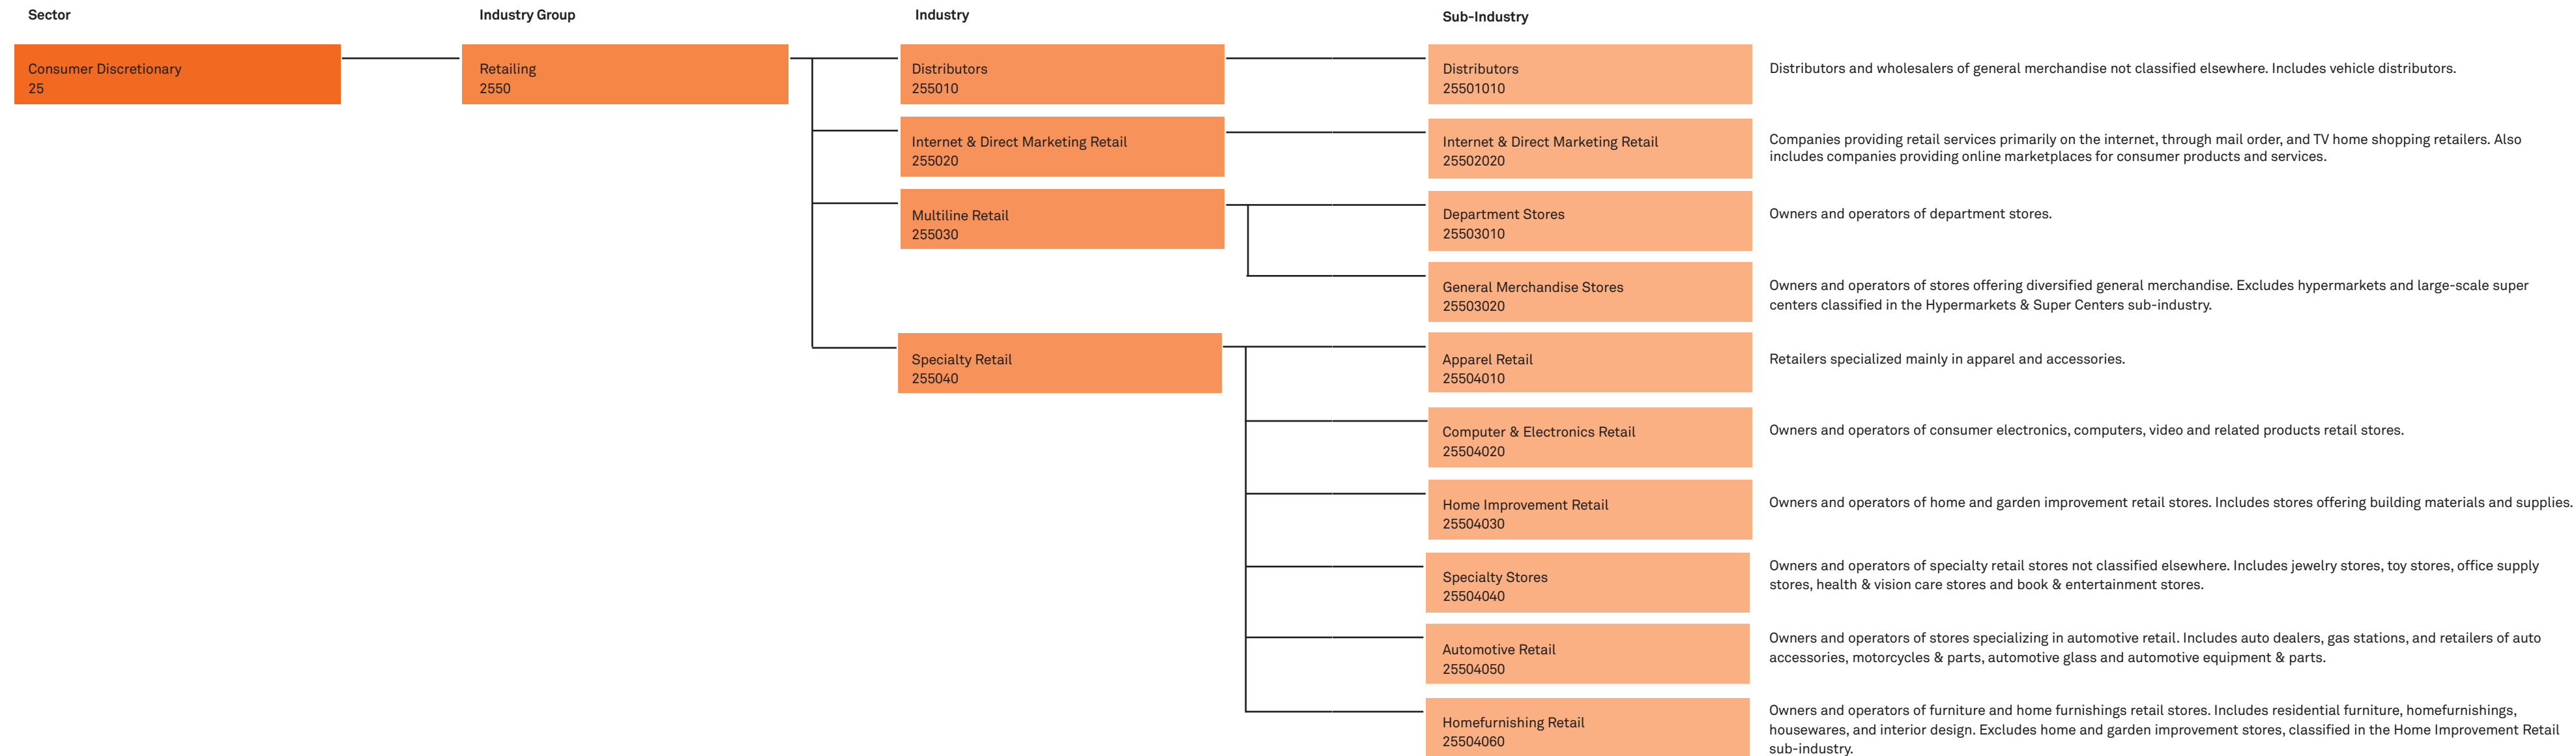 Sector
Industry Group
Industry
Sub-Industry
Consumer Discretionary
25
Retailing
2550
Distributors
255010
Distributors
25501010
Distributors and wholesalers of general merchandise not classified elsewhere. Includes vehicle distributors.
Internet & Direct Marketing Retail
255020
Internet & Direct Marketing Retail
25502020
Companies providing retail services primarily on the internet, through mail order, and TV home shopping retailers. Also
includes companies providing online marketplaces for consumer products and services.
Multiline Retail
255030
Department Stores
25503010
Owners and operators of department stores.
General Merchandise Stores
25503020
Owners and operators of stores offering diversified general merchandise. Excludes hypermarkets and large-scale super
centers classified in the Hypermarkets & Super Centers sub-industry.
Specialty Retail
255040
Apparel Retail
25504010
Retailers specialized mainly in apparel and accessories.
Computer & Electronics Retail
25504020
Owners and operators of consumer electronics, computers, video and related products retail stores.
Home Improvement Retail
25504030
Owners and operators of home and garden improvement retail stores. Includes stores offering building materials and supplies.
Specialty Stores
25504040
Owners and operators of specialty retail stores not classified elsewhere. Includes jewelry stores, toy stores, office supply
stores, health & vision care stores and book & entertainment stores.
Automotive Retail
25504050
Owners and operators of stores specializing in automotive retail. Includes auto dealers, gas stations, and retailers of auto
accessories, motorcycles & parts, automotive glass and automotive equipment & parts.
Homefurnishing Retail
25504060
Owners and operators of furniture and home furnishings retail stores. Includes residential furniture, homefurnishings,
housewares, and interior design. Excludes home and garden improvement stores, classified in the Home Improvement Retail
sub-industry.